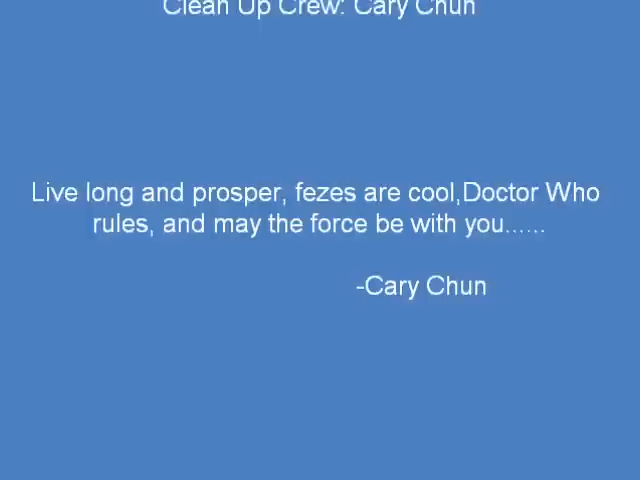 Clean Up Crew: Cary Chun
Live long and prosper, fezes are cool,Doctor Who
rules, and may the force be with you......
-Cary Chun